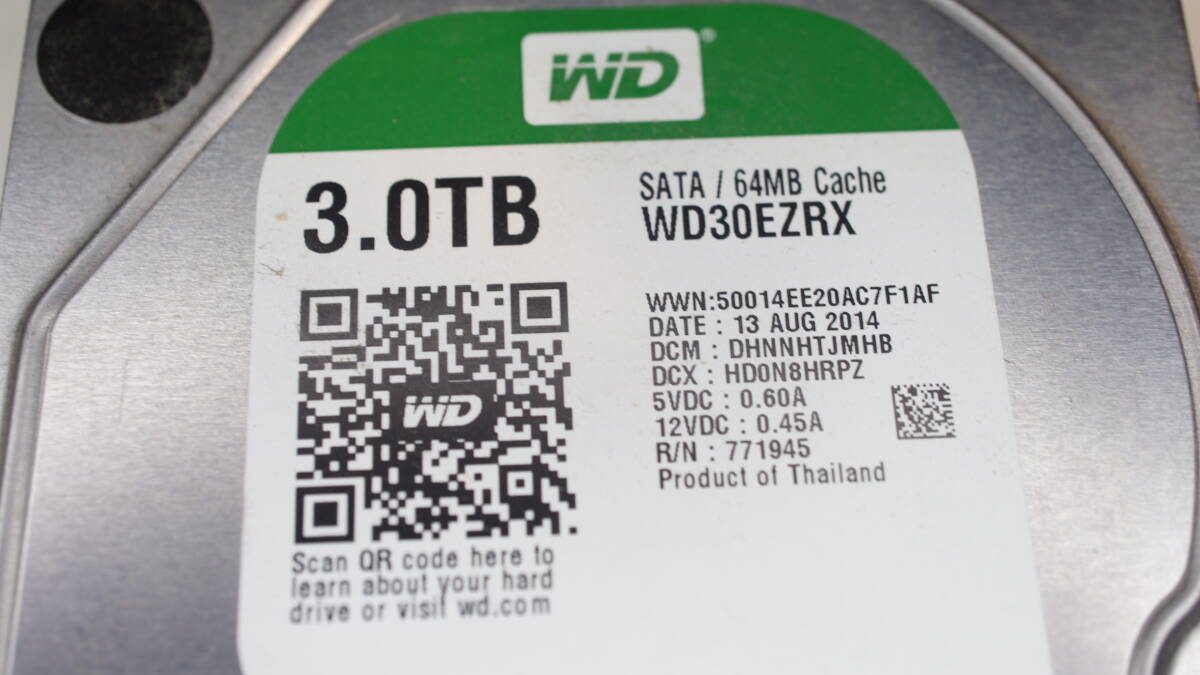 WD®
3.0TB
SATA / 64MB Cache
WD30EZRX
WWN:50014EE20AC7F1AF
DATE : 13 AUG 2014
DCM : DHNNHTJMHB
DCX : HD0N8HRPZ
5VDC : 0.60A
12VDC : 0.45A
R/N : 771945
Product of Thailand
WD
Scan QR code here to
learn about your hard
drive or visit wd.com